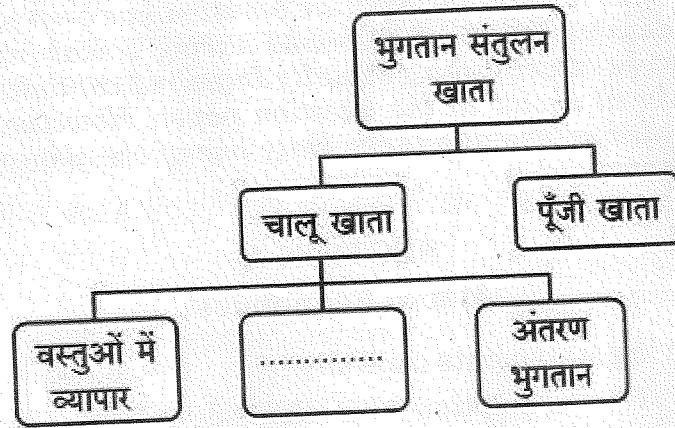 भुगतान संतुलन
खाता
चालू खाता
पूँजी खाता
वस्तुओं में
व्यापार
..............
अंतरण
भुगतान